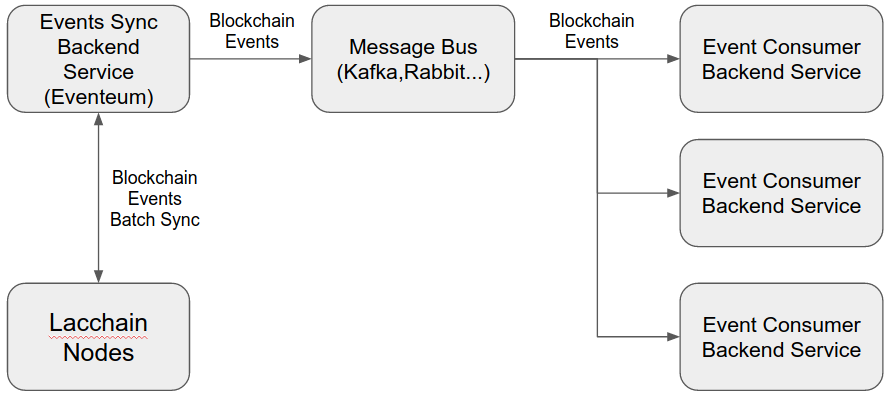 Events Sync
Backend
Service
(Eventeum)
Blockchain
Events
Message Bus
(Kafka,Rabbit...)
Blockchain
Events
Event Consumer
Backend Service
Blockchain
Events
Batch Sync
Event Consumer
Backend Service
Lacchain
Nodes
Event Consumer
Backend Service